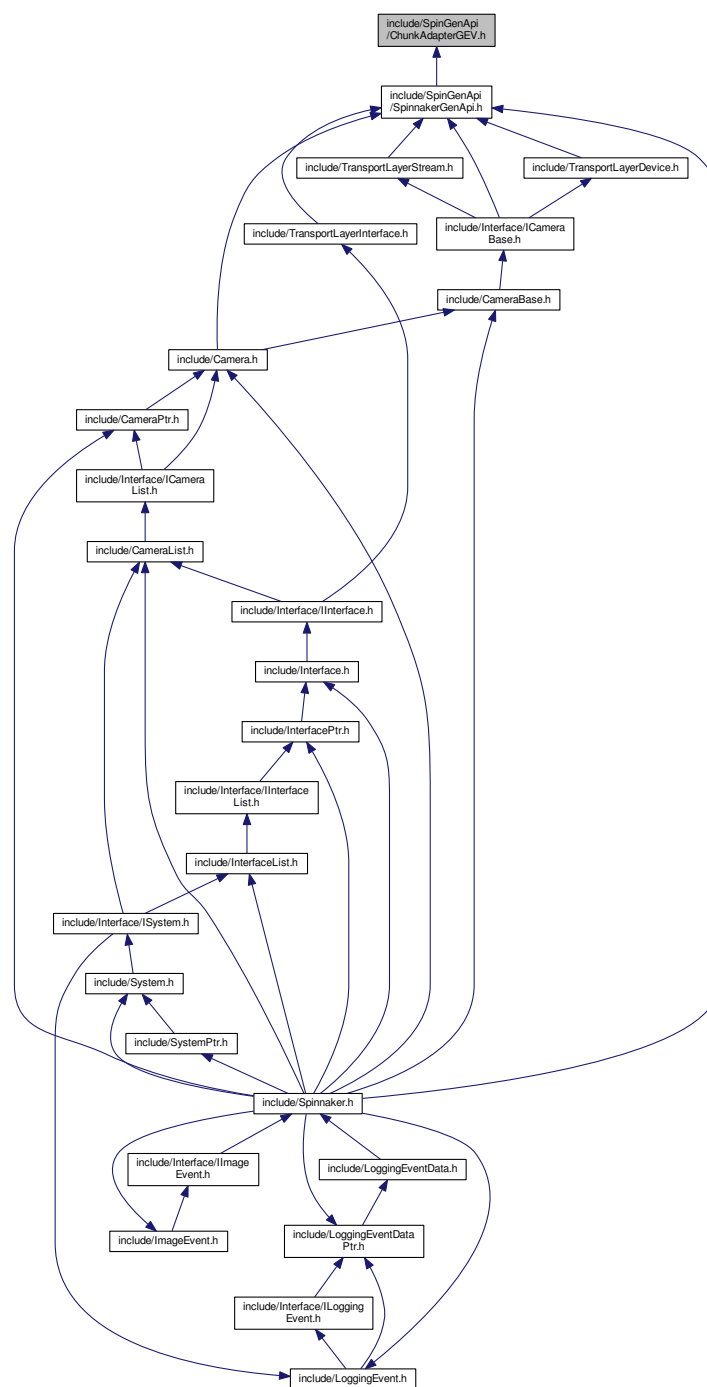 include/SpinGenApi
/ChunkAdapterGEV.h
include/SpinGenApi
/SpinnakerGenApi.h
include/TransportLayerStream.h
include/TransportLayerDevice.h
include/TransportLayerInterface.h
include/Interface/ICamera
Base.h
include/CameraBase.h
include/Camera.h
include/CameraPtr.h
include/Interface/ICamera
List.h
include/CameraList.h
include/Interface/IInterface.h
include/Interface.h
include/InterfacePtr.h
include/Interface/IInterface
List.h
include/InterfaceList.h
include/Interface/ISystem.h
include/System.h
include/SystemPtr.h
include/Spinnaker.h
include/Interface/IImage
Event.h
include/LoggingEventData.h
include/ImageEvent.h
include/LoggingEventData
Ptr.h
include/Interface/ILogging
Event.h
include/LoggingEvent.h